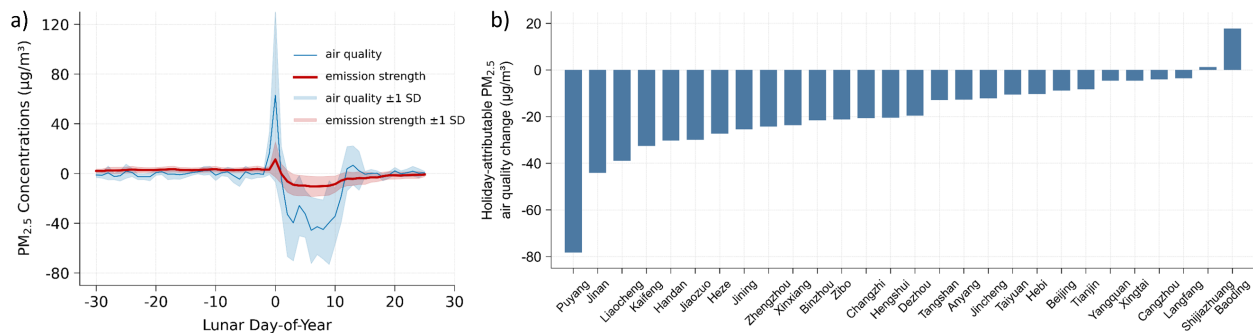 a)
PM2.5 Concentrations (µg/m³)
120
80
40
0
-40
-80
air quality
emission strength
air quality ±1 SD
emission strength ±1 SD
-30
-20
-10
0
10
20
30
Lunar Day-of-Year
b)
Holiday-attributable PM2.5
air quality change (µg/m³)
20
0
-20
-40
-60
-80
Puyang
Jinan
Liaocheng
Kaifeng
Handan
Jiaozuo
Heze
Jining
Zhengzhou
Xinxiang
Binzhou
Zibo
Changzhi
Hengshui
Dezhou
Tangshan
Anyang
Jincheng
Taiyuan
Hebi
Beijing
Tianjin
Yangquan
Xingtai
Cangzhou
Langfang
Shijiazhuang
Baoding